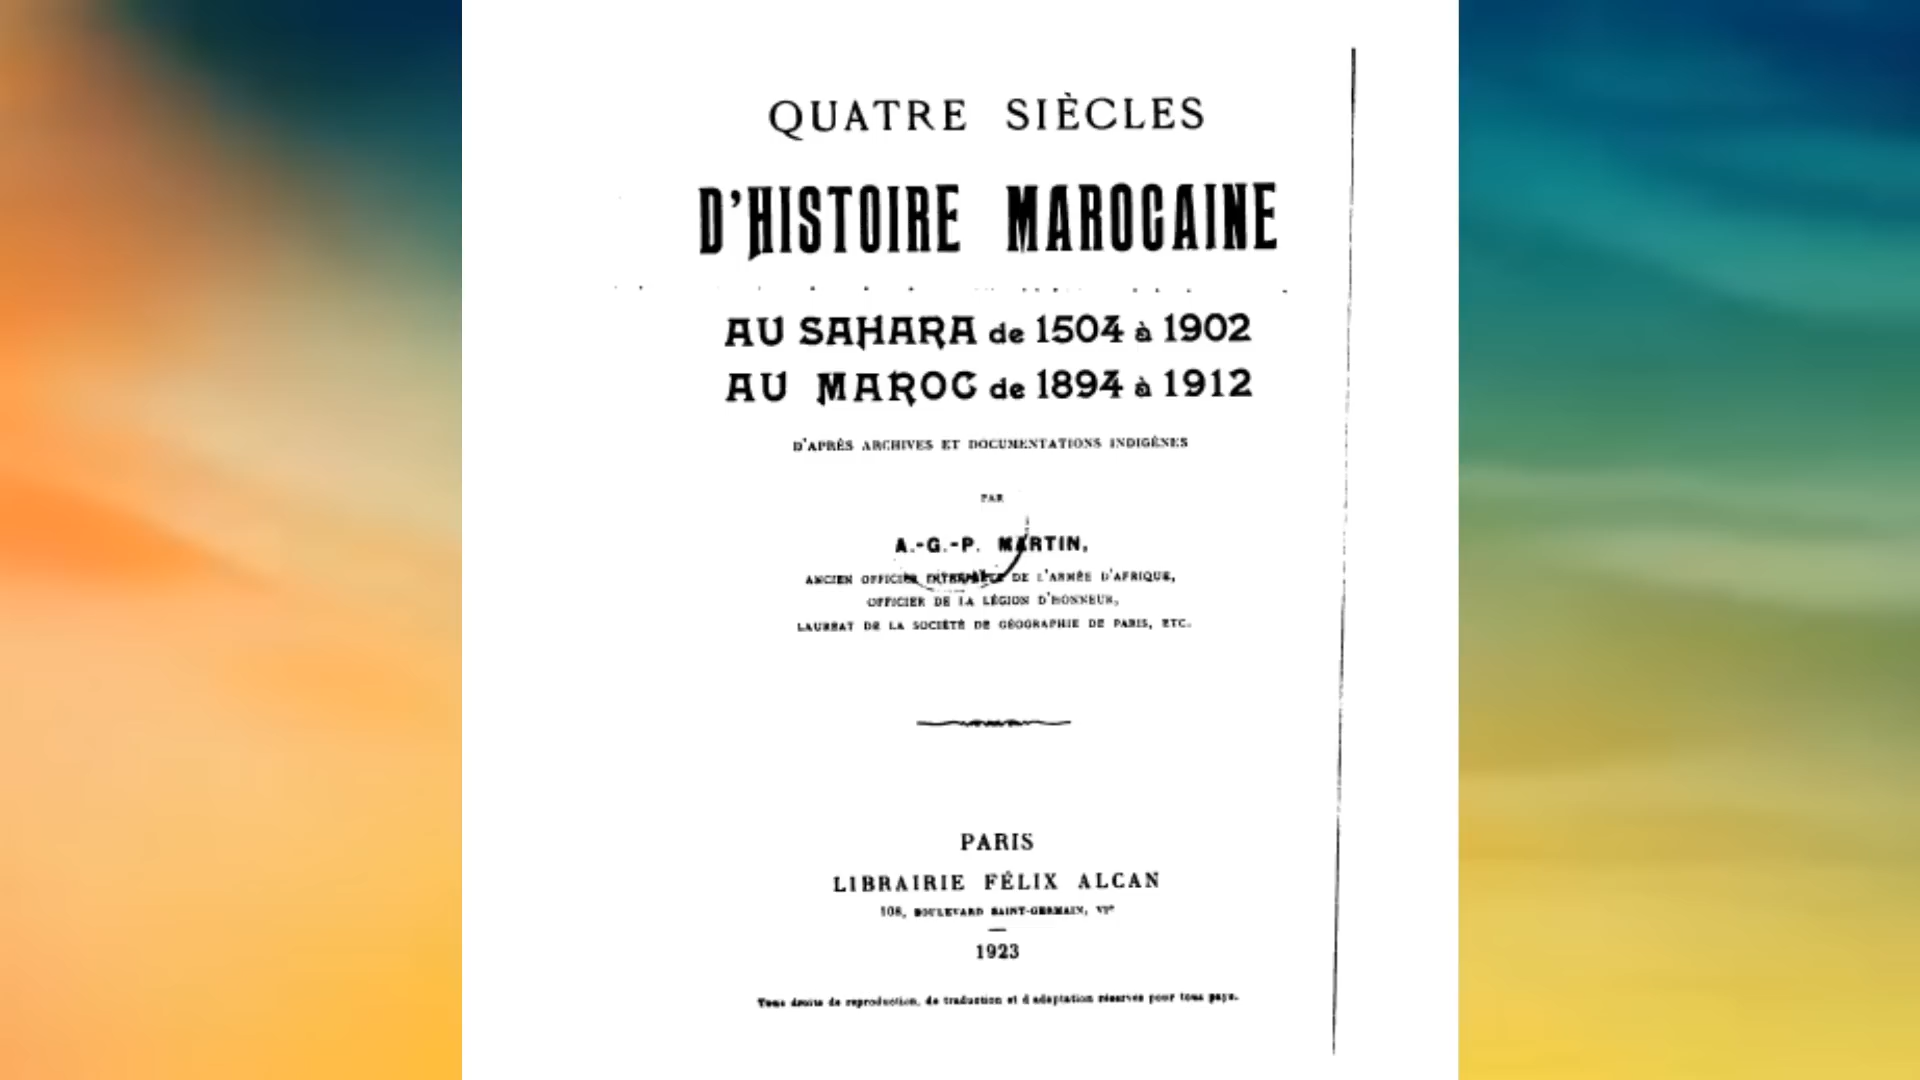 QUATRE SIÈCLES
D'HISTOIRE MAROCAINE
AU SAHARA de 1504 à 1902
AU MAROC de 1894 à 1912
D'APRÈS ARCHIVES ET DOCUMENTATIONS INDIGÈNES
PAR
A.-G.-P. MARTIN,
ANCIEN OFFICIER INTERPRÈTE DE L'ARMÉE D'AFRIQUE,
OFFICIER DE LA LÉGION D'HONNEUR,
LAURÉAT DE LA SOCIÉTÉ DE GÉOGRAPHIE DE PARIS, ETC.
PARIS
LIBRAIRIE FÉLIX ALCAN
108, BOULEVARD SAINT-GERMAIN, VIe
1923
Tous droits de reproduction, de traduction et d'adaptation réservés pour tous pays.